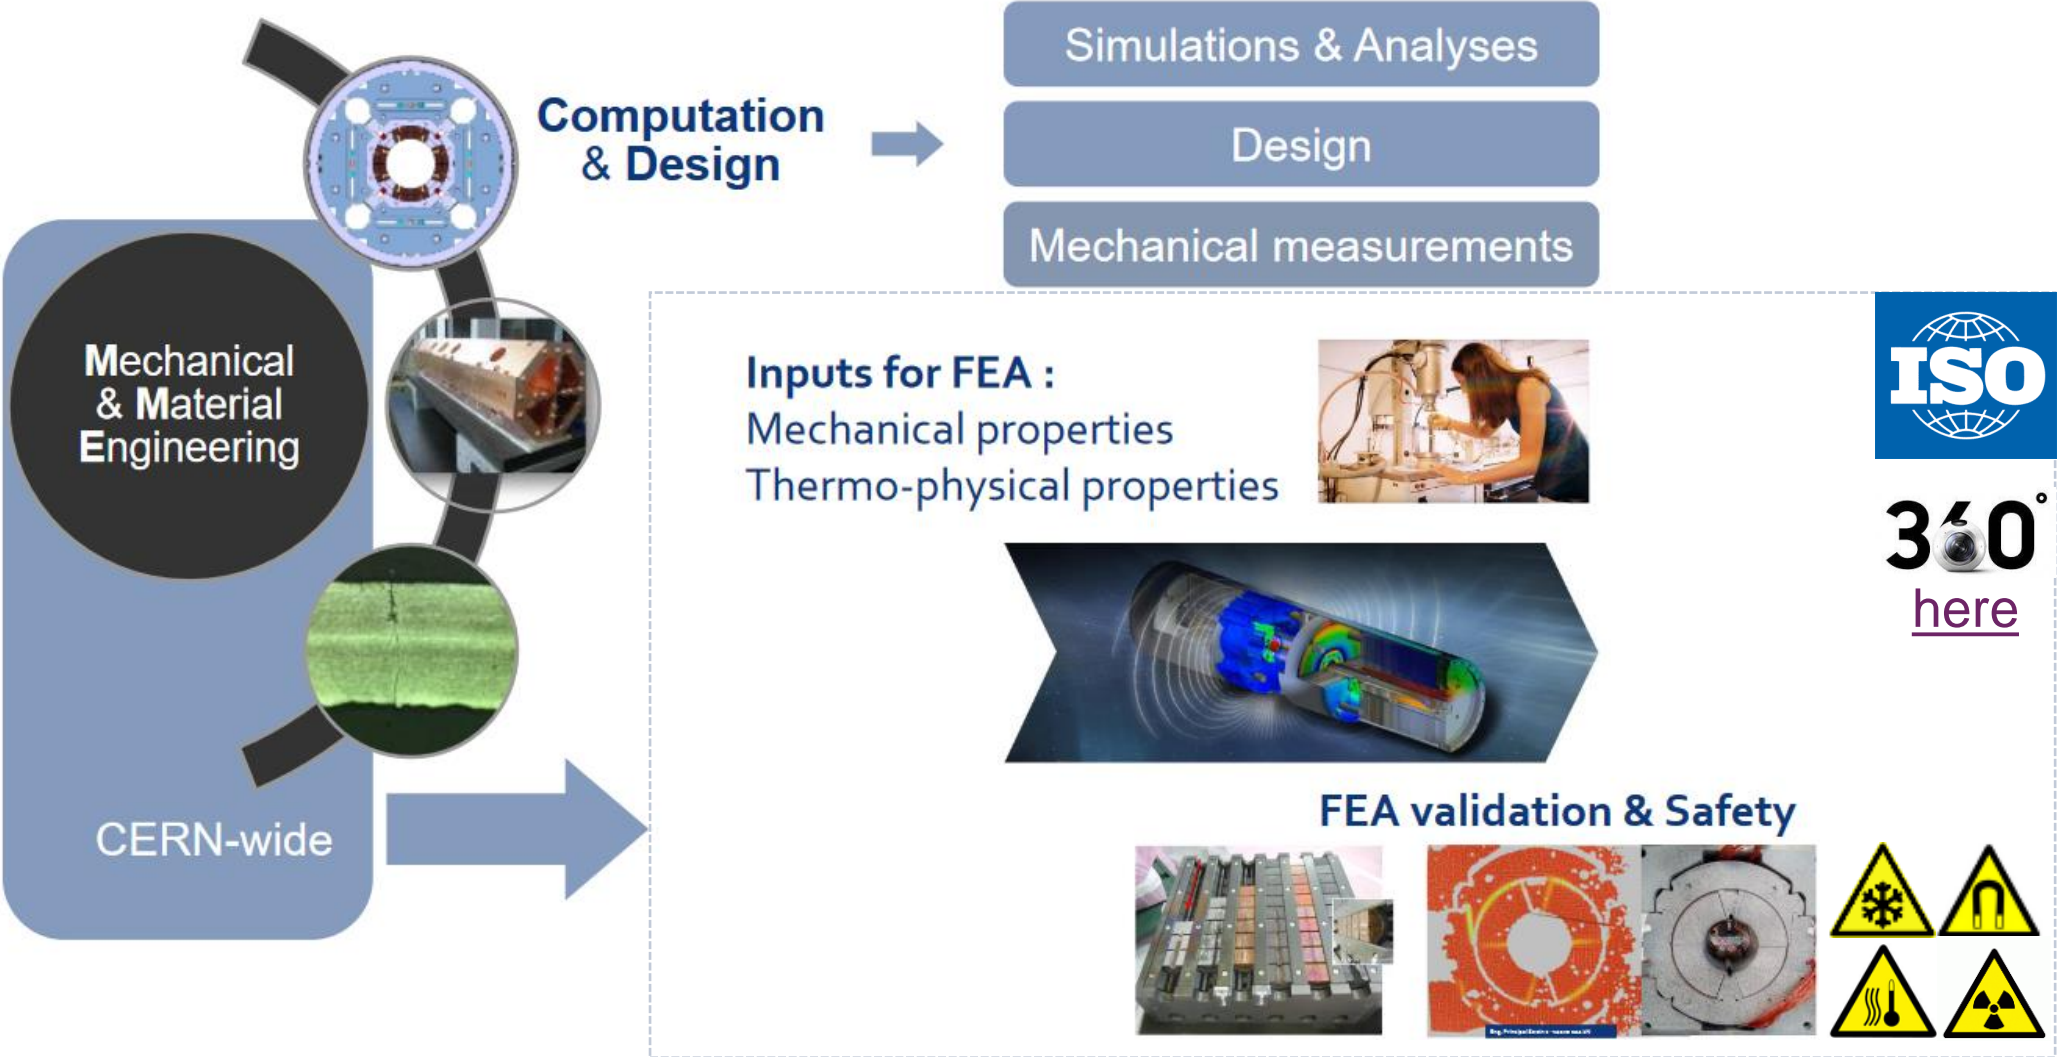 Computation
& Design
Simulations & Analyses
Design
Mechanical measurements
Mechanical
& Material
Engineering
CERN-wide
Inputs for FEA :
Mechanical properties
Thermo-physical properties
ISO
360°
here
FEA validation & Safety